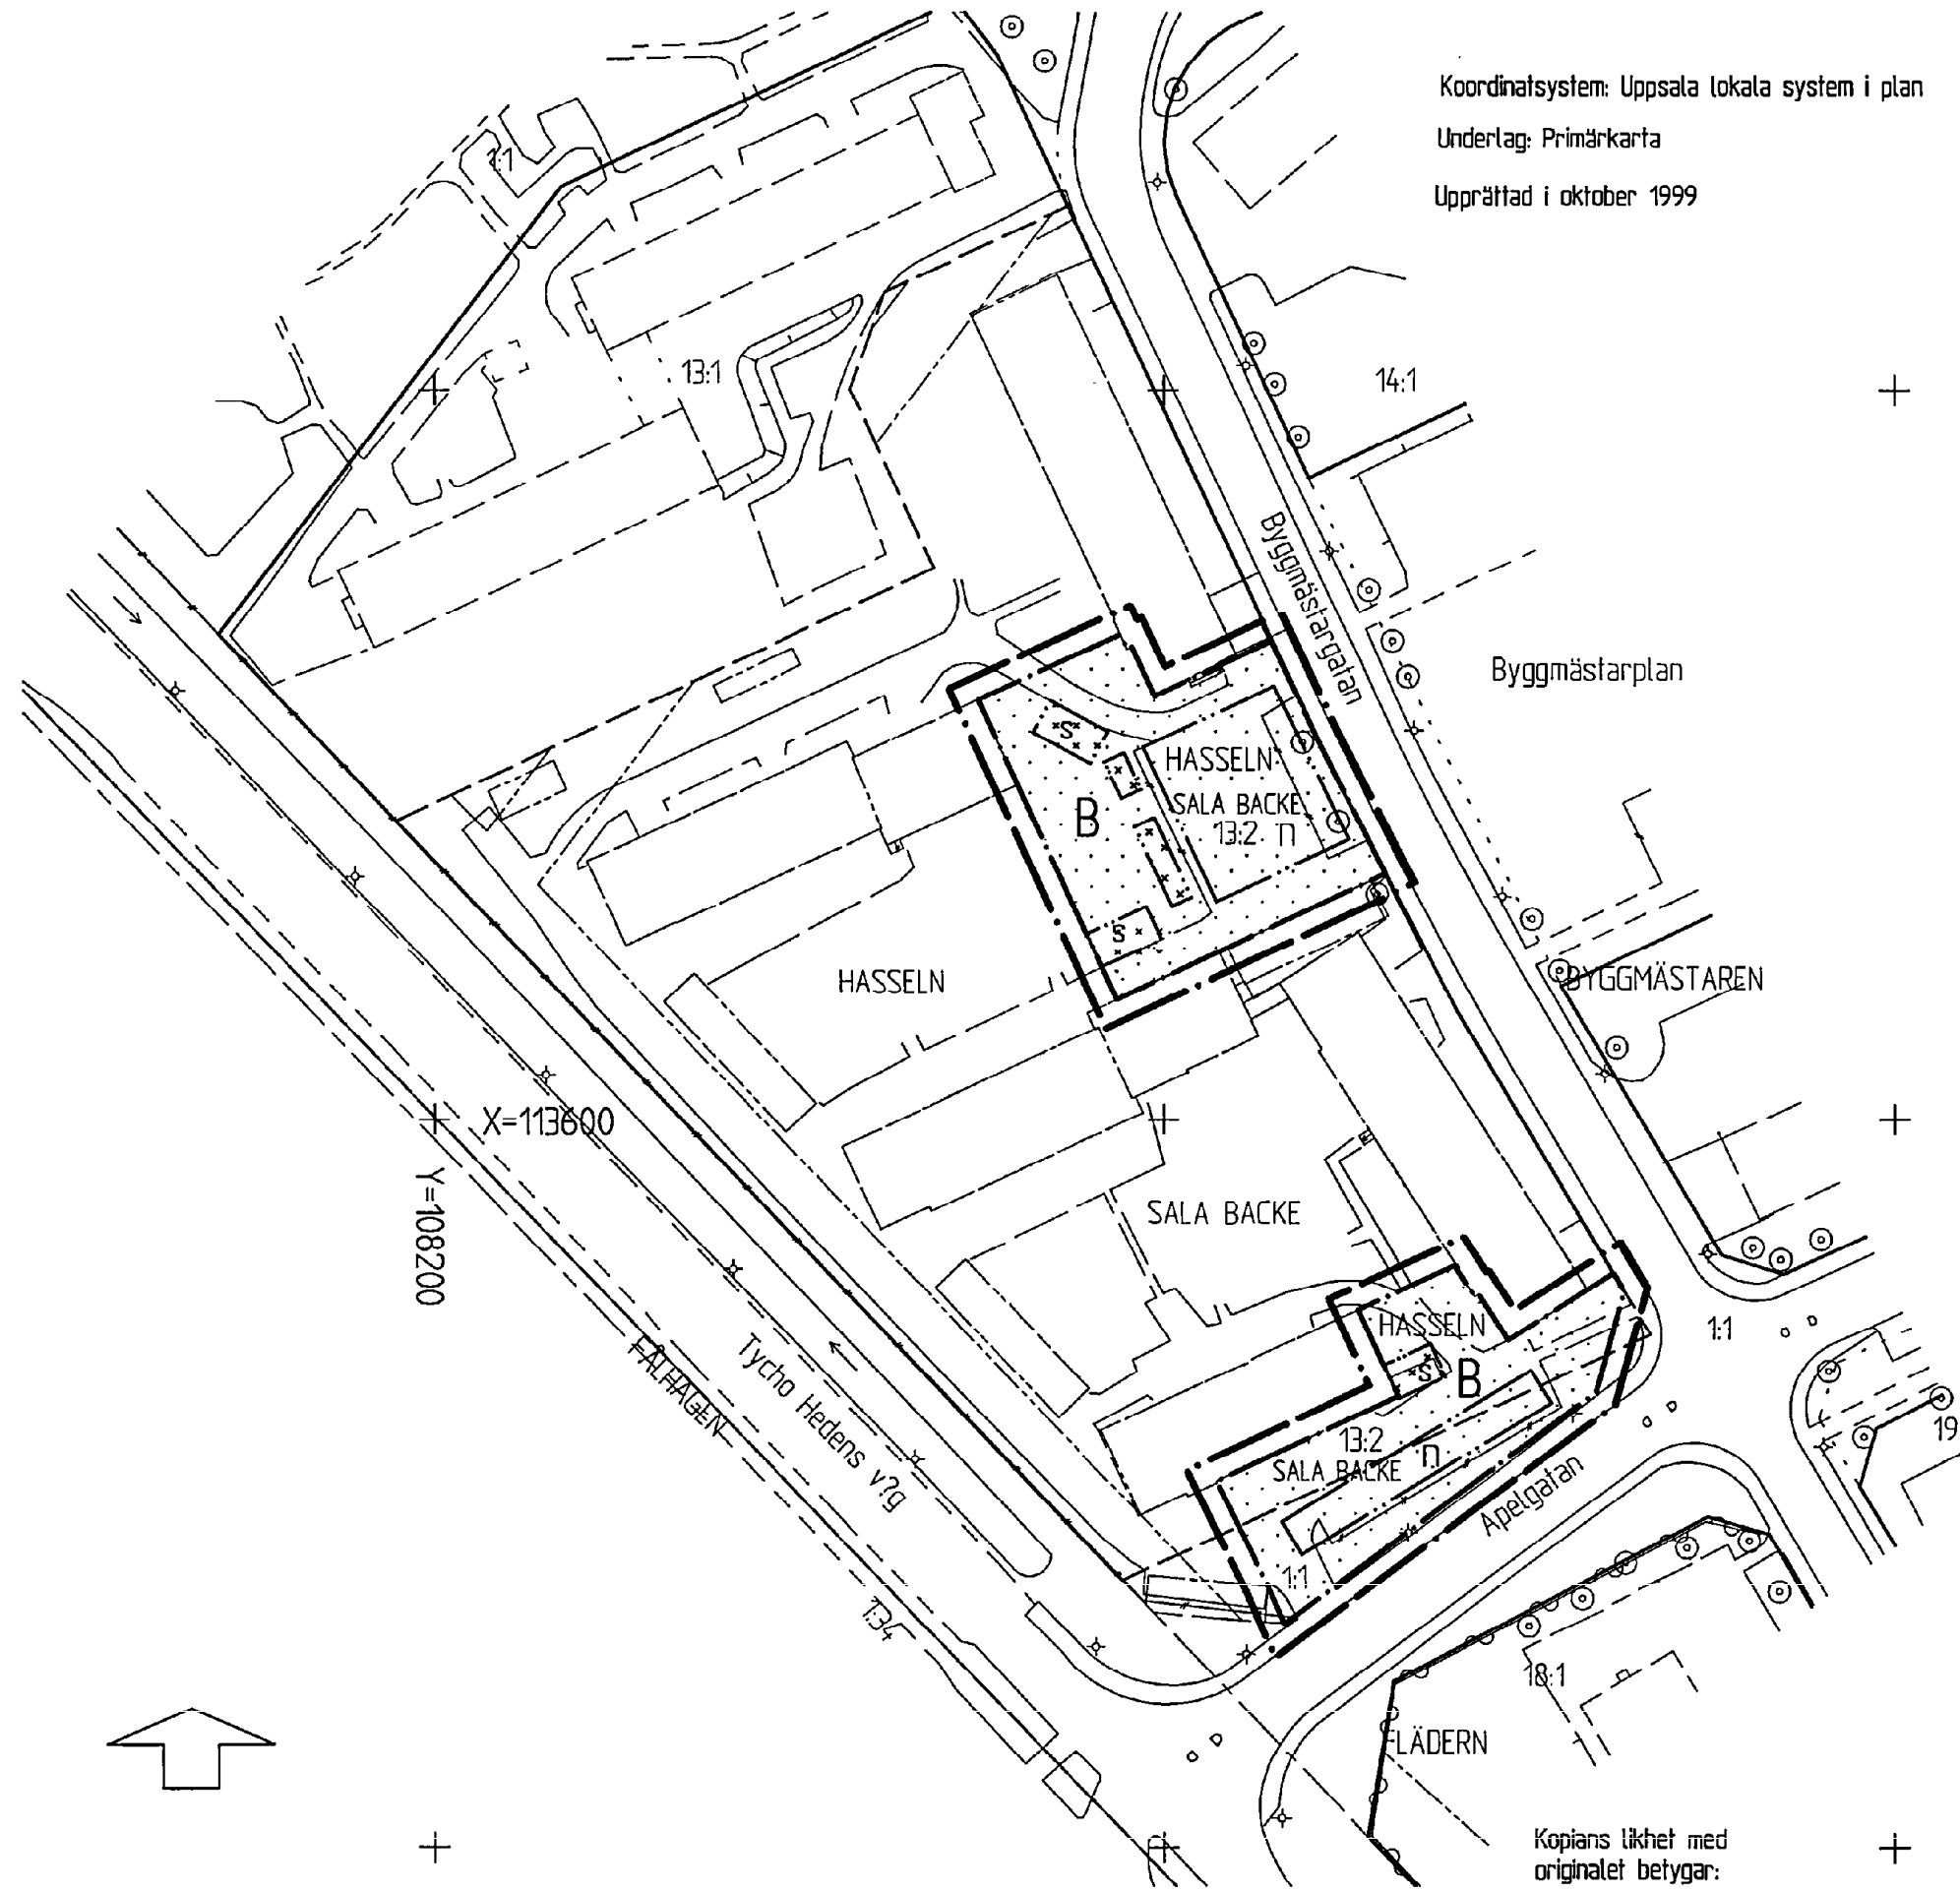 Koordinatsystem: Uppsala lokala system i plan
Underlag: Primärkarta
Upprättad i oktober 1999
1:1
13:1
14:1
Byggmästargatan
Byggmästarplan
S
HASSELN
B
SALA BACKE
13:2 n
S
HASSELN
BYGGMÄSTAREN
X=113600
Y=108200
SALA BACKE
HASSELN
1:1
S
B
FÅLHAGEN
Tycho Hedens v?g
13:2
n
SALA BACKE
19
Apelgatan
1:1
1:34
18:1
FLÄDERN
Kopians likhet med
originalet betygar: